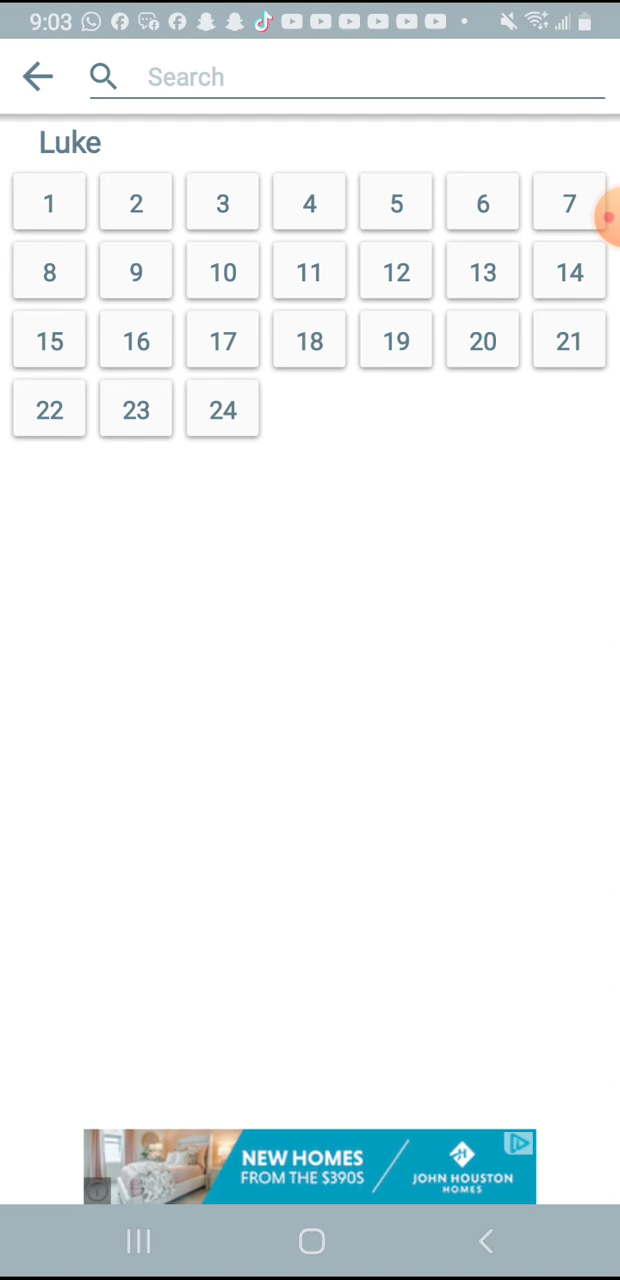 9:03
Search
Luke
1 2 3 4 5 6 7
8 9 10 11 12 13 14
15 16 17 18 19 20 21
22 23 24
NEW HOMES
FROM THE $390S
JOHN HOUSTON
HOMES